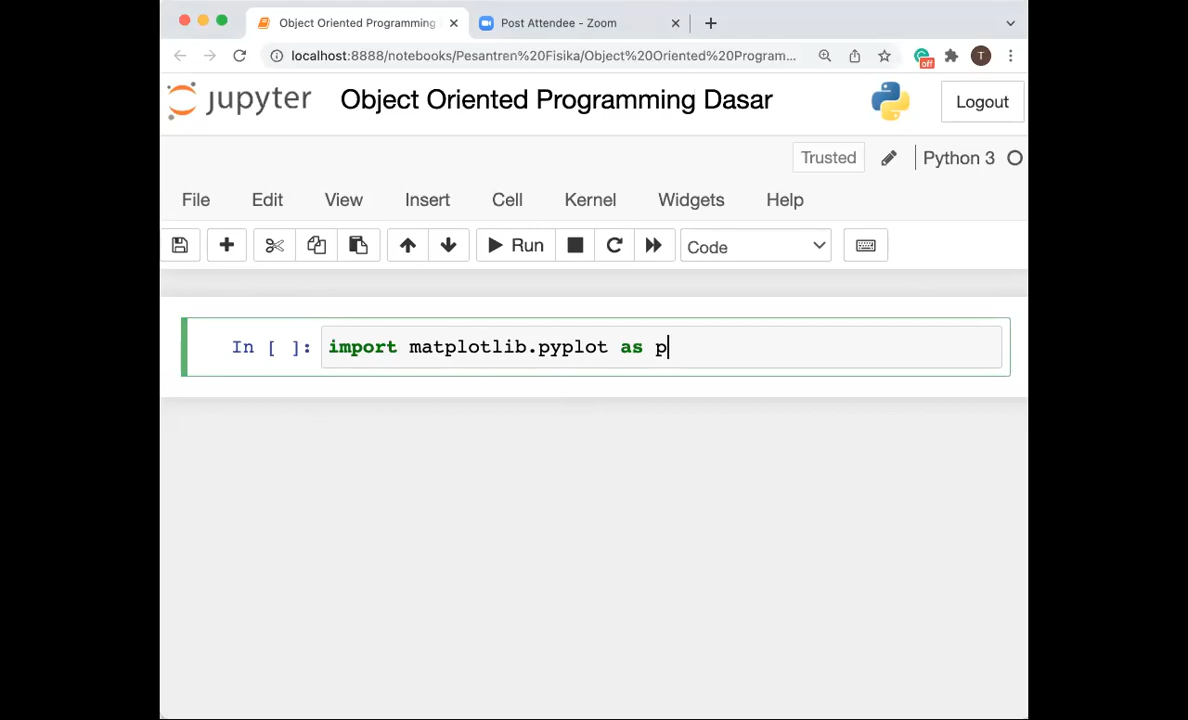 Object Oriented Programming
Post Attendee - Zoom
localhost:8888/notebooks/Pesantren%20Fisika/Object%20Oriented%20Program...
off
T
jupyter
Object Oriented Programming Dasar
Logout
Trusted
Python 3
File Edit View Insert Cell Kernel Widgets Help
Run
Code
In [ ]: import matplotlib.pyplot as p